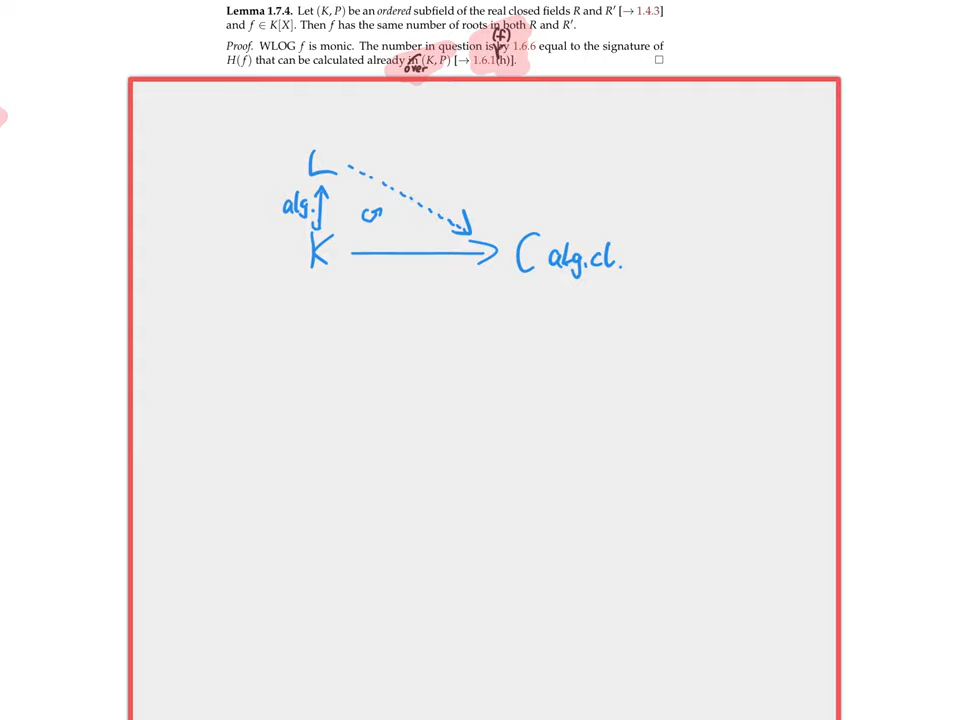 Lemma 1.7.4. Let (K, P) be an ordered subfield of the real closed fields R and R′ [→ 1.4.3]
and f ∈ K[X]. Then f has the same number of roots in both R and R′.
(f)
Proof. WLOG f is monic. The number in question is by 1.6.6 equal to the signature of
H(f) that can be calculated already in (K, P) [→ 1.6.1(h)]. □
over
L
alg.
K
C alg.cl.